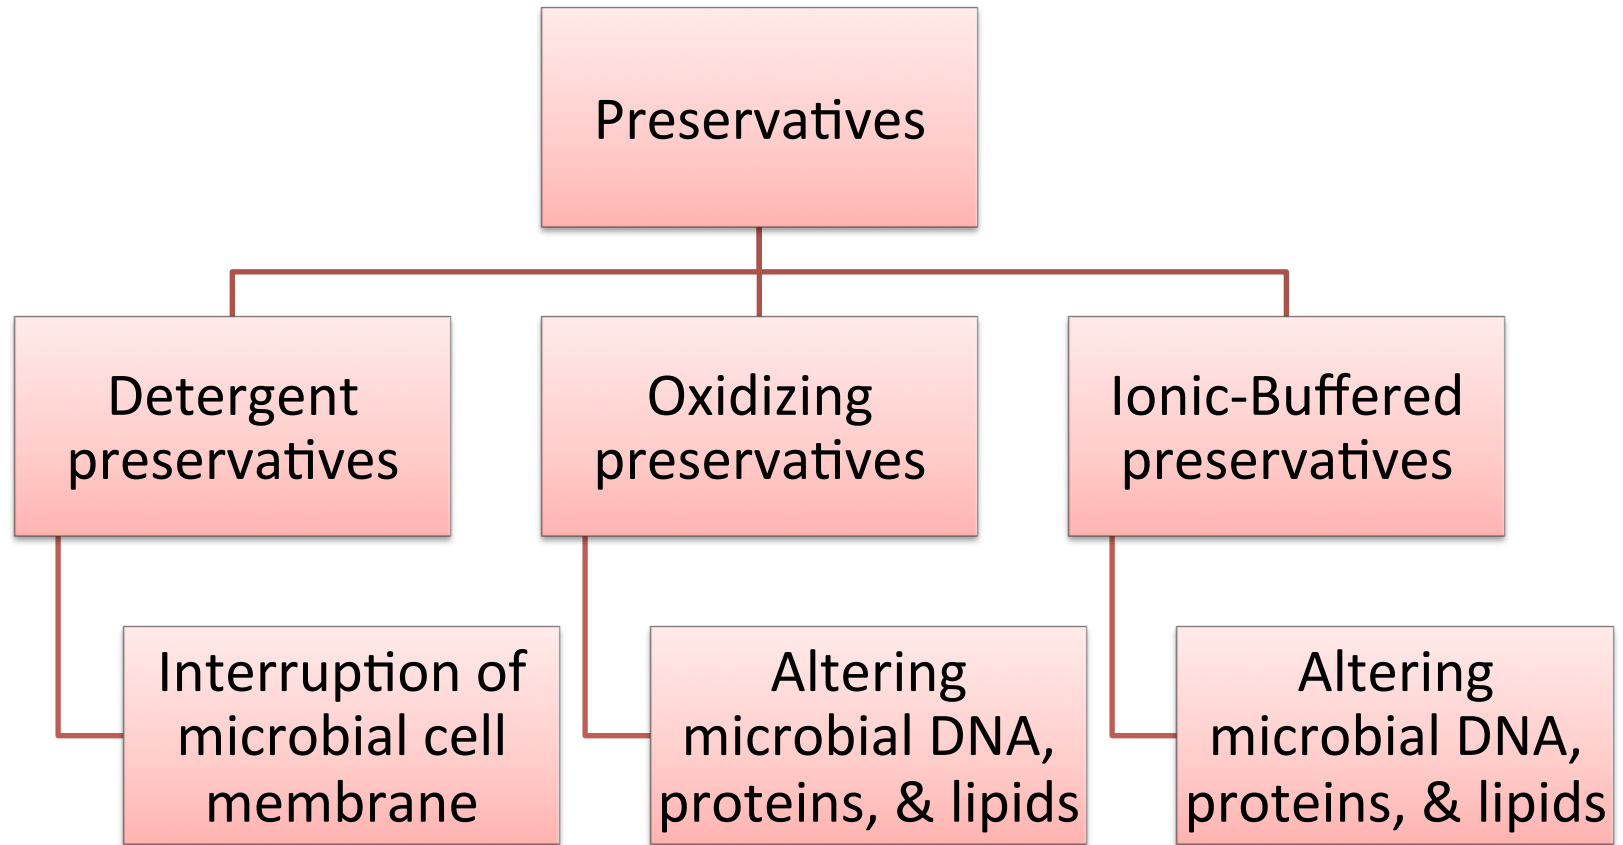 Preservatives
Detergent
preservatives
Oxidizing
preservatives
Ionic-Buffered
preservatives
Interruption of
microbial cell
membrane
Altering
microbial DNA,
proteins, & lipids
Altering
microbial DNA,
proteins, & lipids